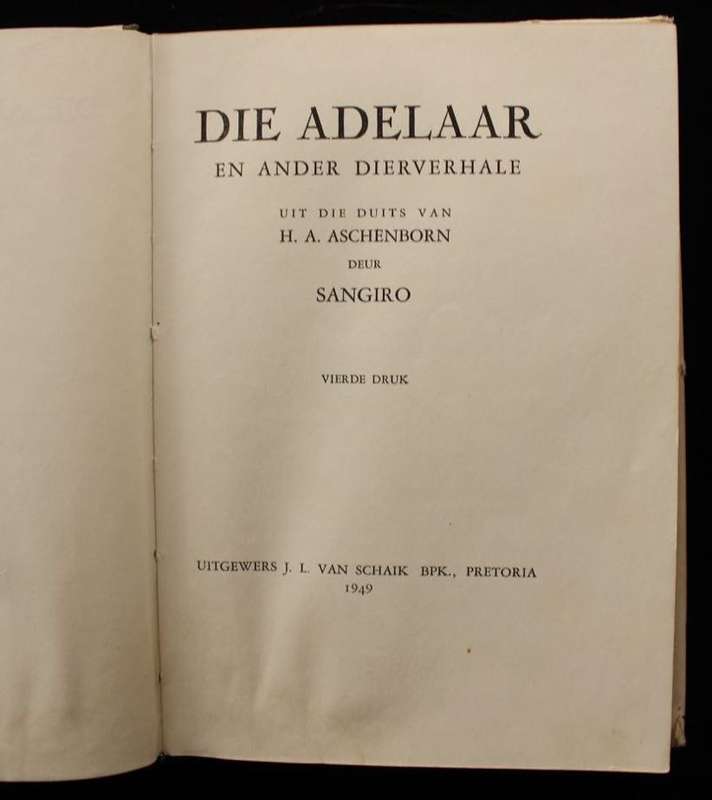 DIE ADELAAR
EN ANDER DIERVERHALE
UIT DIE DUITS VAN
H. A. ASCHENBORN
DEUR
SANGIRO
VIERDE DRUK
UITGEWERS J. L. VAN SCHAIK BPK., PRETORIA
1949